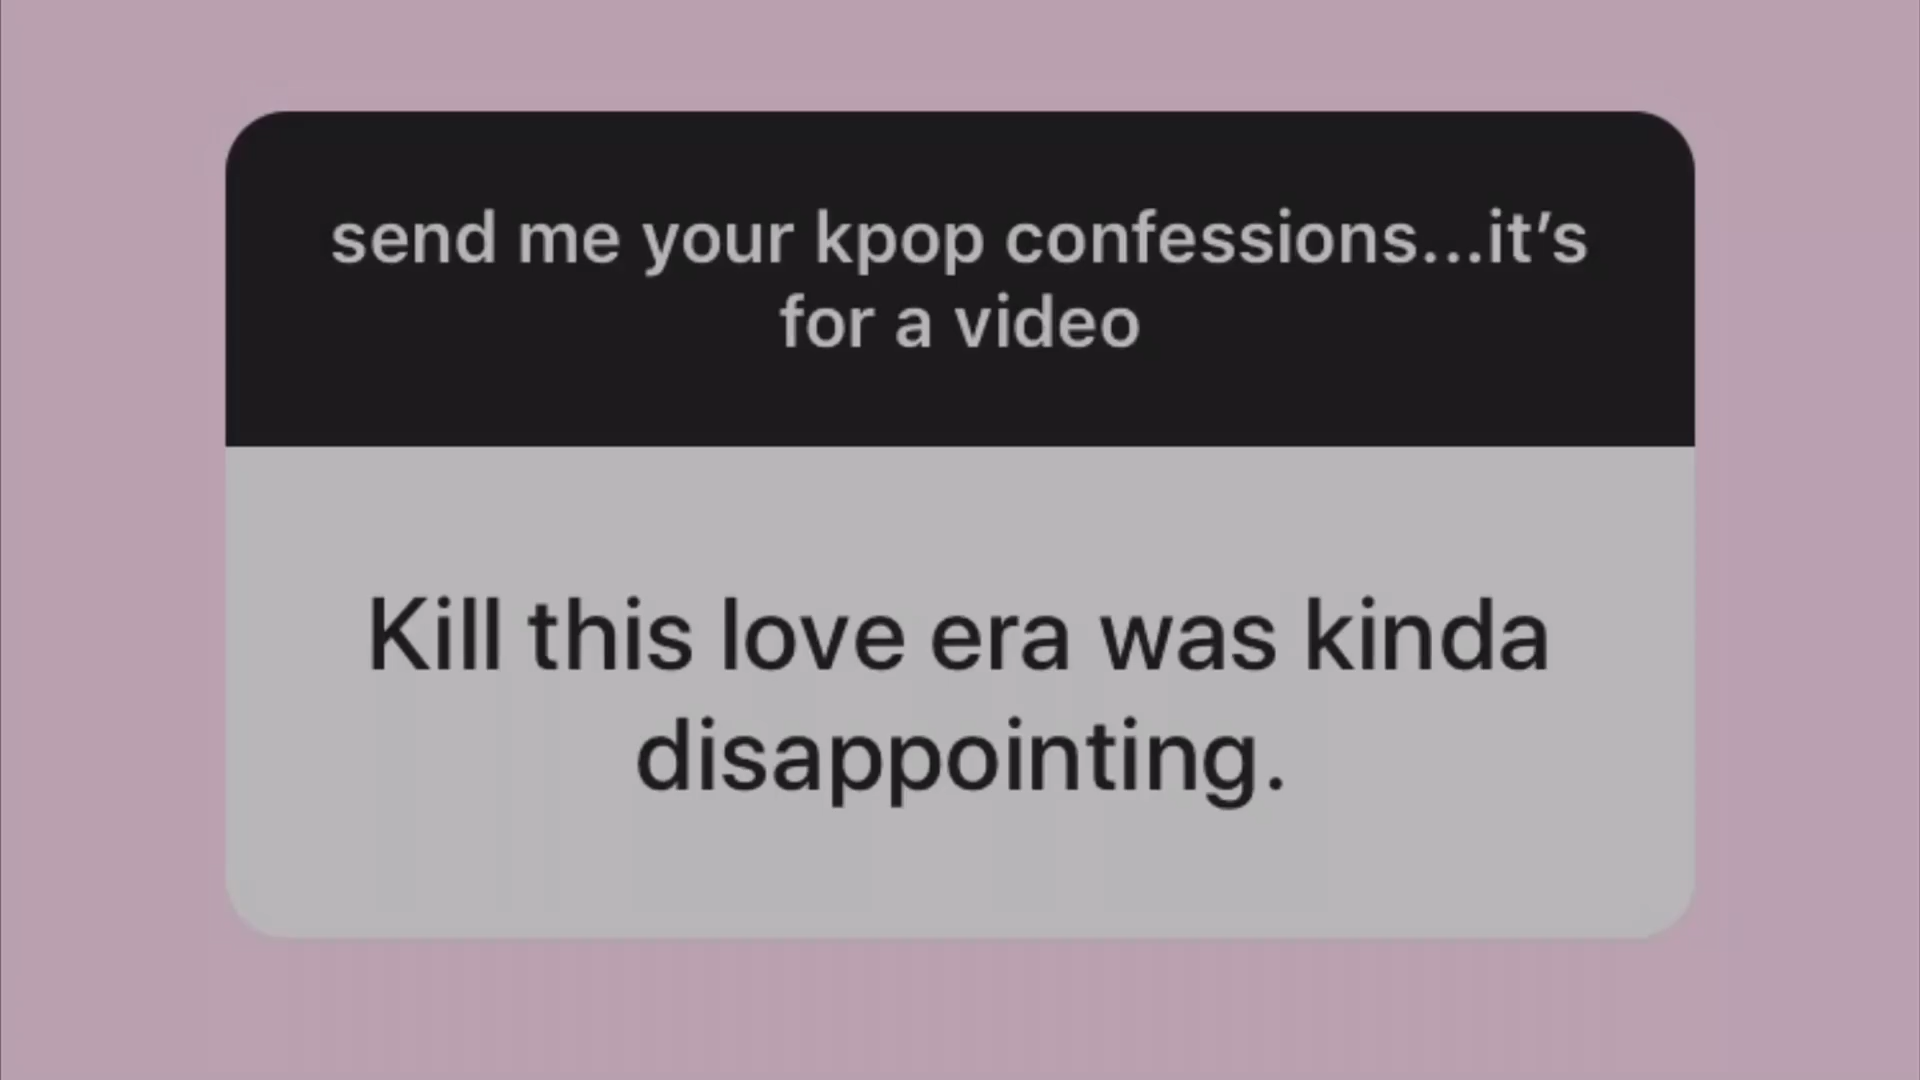 send me your kpop confessions...it’s
for a video
Kill this love era was kinda
disappointing.